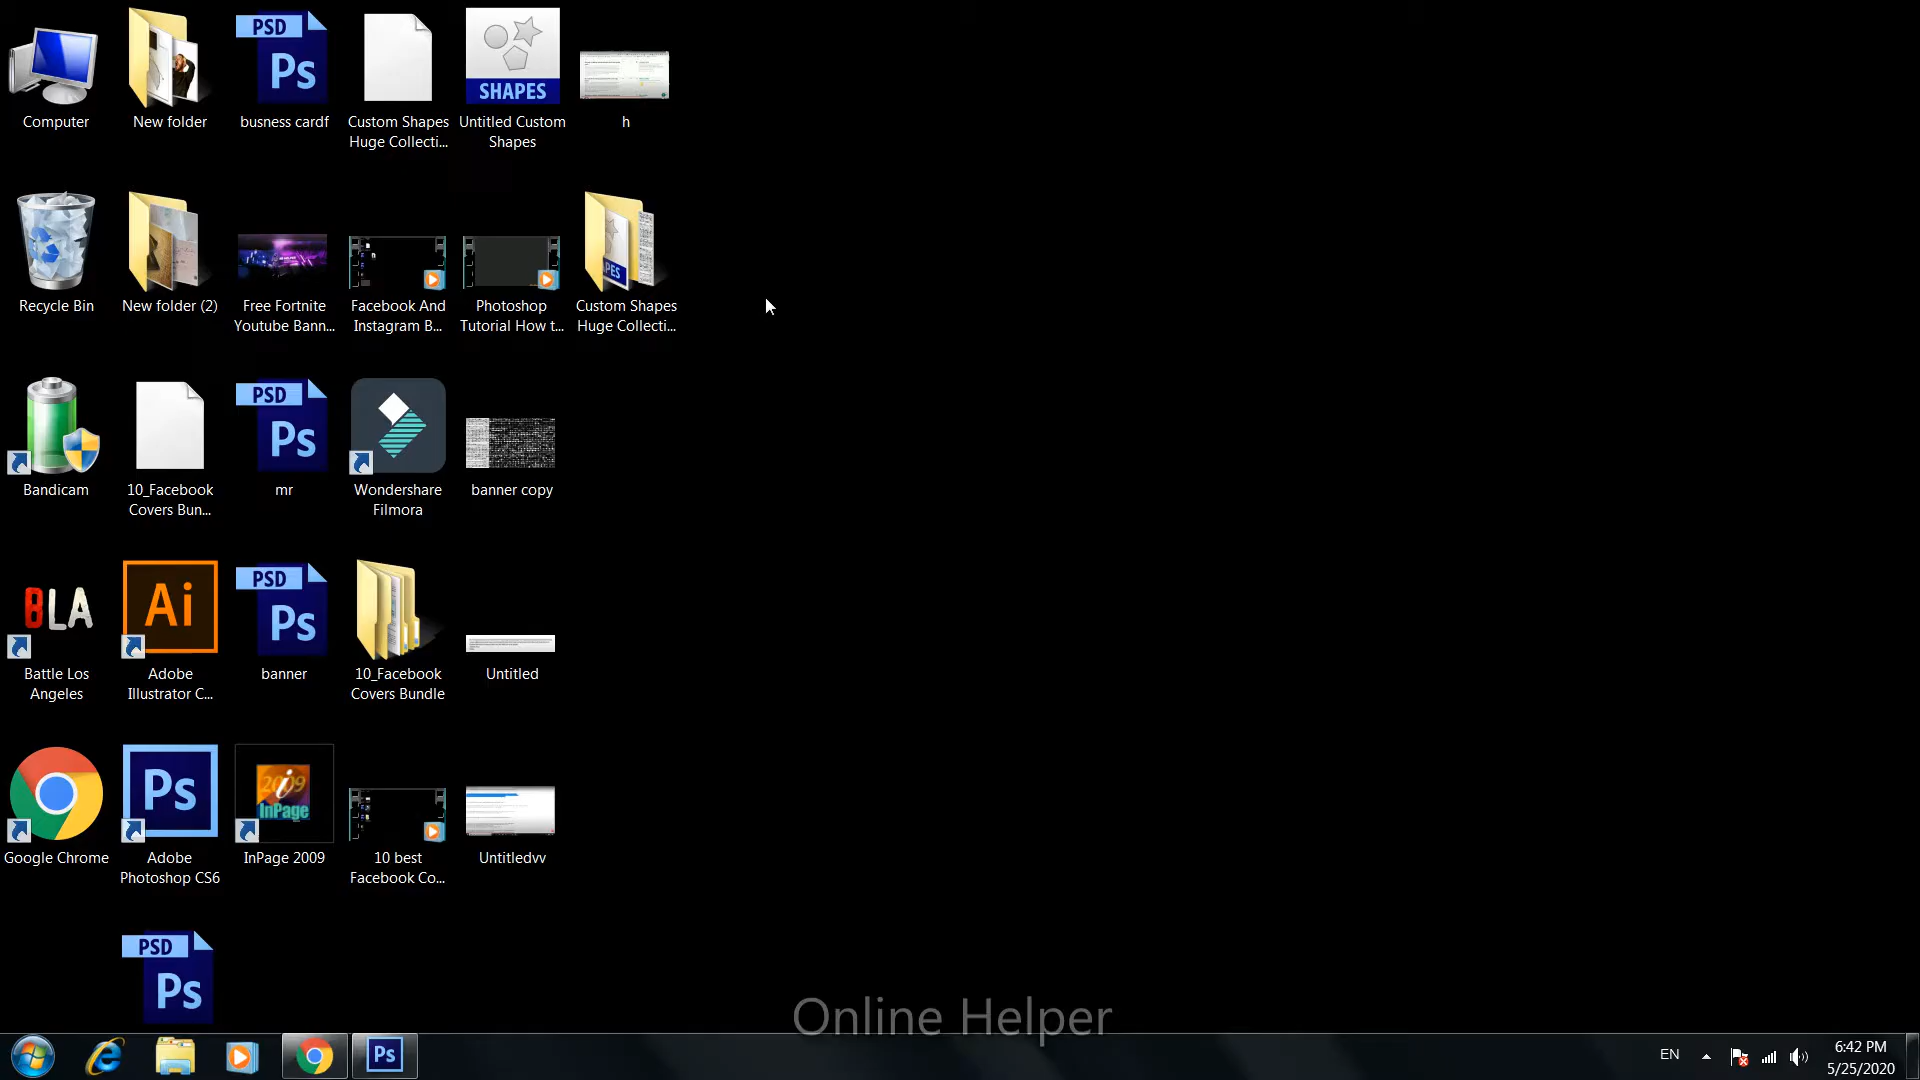 Computer
New folder
PSD
Ps
busness cardf
Custom Shapes
Huge Collecti...
SHAPES
Untitled Custom
Shapes
h
Recycle Bin
New folder (2)
Free Fortnite
Youtube Bann...
Facebook And
Instagram B...
Photoshop
Tutorial How t...
Custom Shapes
Huge Collecti...
Bandicam
10_Facebook
Covers Bun...
PSD
Ps
mr
Wondershare
Filmora
banner copy
BLA
Battle Los
Angeles
Ai
Adobe
Illustrator C...
PSD
Ps
banner
10_Facebook
Covers Bundle
Untitled
Google Chrome
Ps
Adobe
Photoshop CS6
2009
InPage
InPage 2009
10 best
Facebook Co...
Untitledvv
PSD
Ps
Online Helper
Ps
EN
6:42 PM
5/25/2020